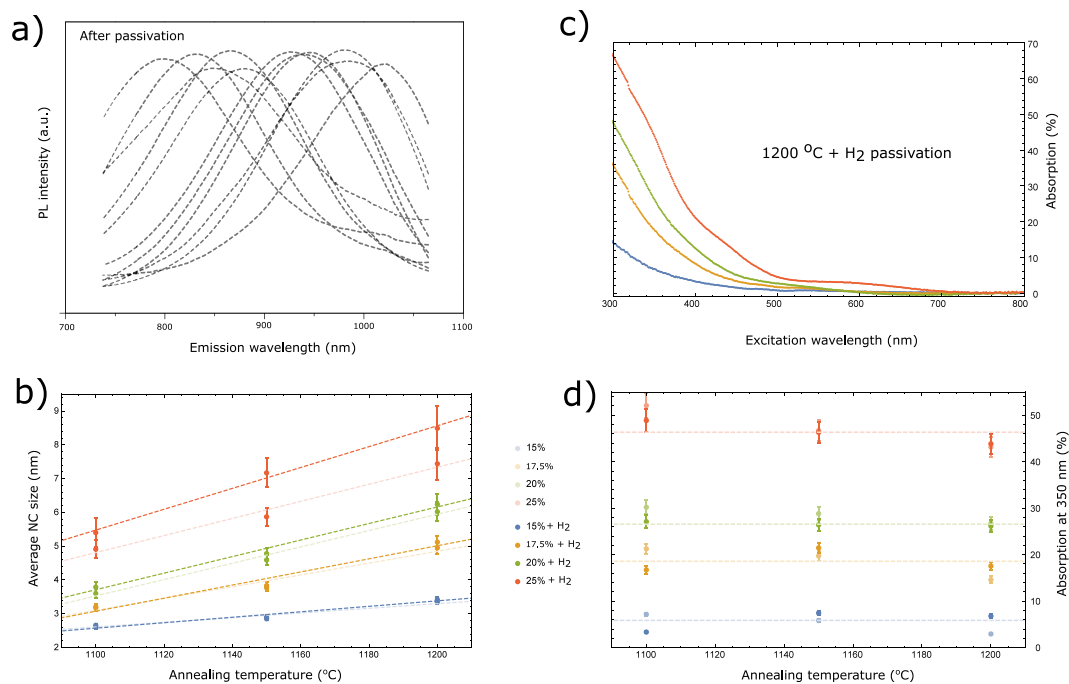 a)
After passivation
PL intensity (a.u.)
700 800 900 1000 1100
Emission wavelength (nm)
c)
1200 °C + H2 passivation
70
60
50
40
30
20
10
0
Absorption (%)
300 400 500 600 700 800
Excitation wavelength (nm)
b)
Average NC size (nm)
9
8
7
6
5
4
3
2
1100 1120 1140 1160 1180 1200
Annealing temperature (°C)
15%
17,5%
20%
25%
15% + H2
17,5% + H2
20% + H2
25% + H2
d)
50
40
30
20
10
0
Absorption at 350 nm (%)
1100 1120 1140 1160 1180 1200
Annealing temperature (°C)